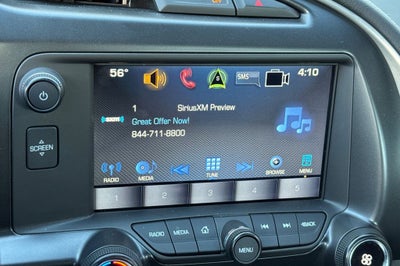 56° SMS 4:10
1 SiriusXM Preview
Great Offer Now!
844-711-8800
RADIO MEDIA TUNE BROWSE MENU
1 2 3 4 5
SCREEN
RADIO MEDIA BACK
MENU